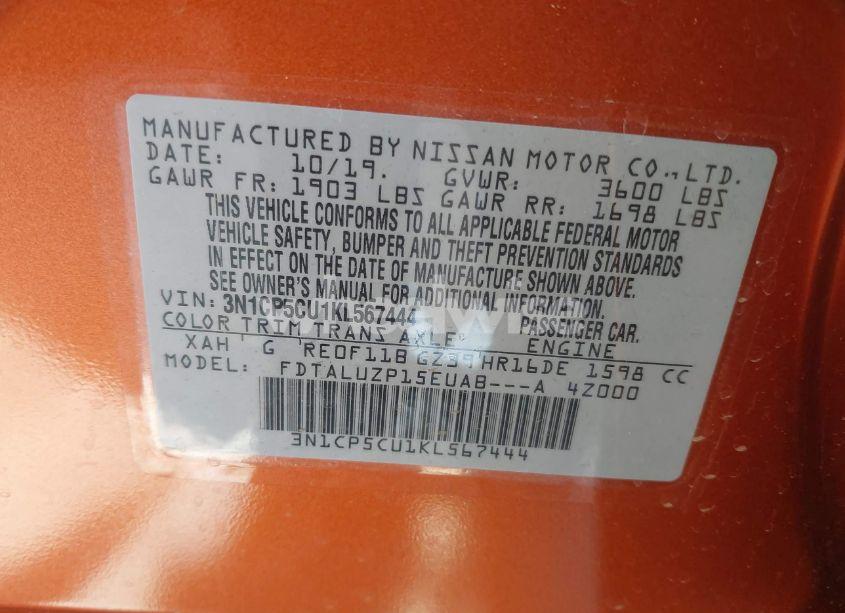 MANUFACTURED BY NISSAN MOTOR CO., LTD.
DATE: 10/19. GVWR: 3600 LBS
GAWR FR: 1903 LBS GAWR RR: 1698 LBS
THIS VEHICLE CONFORMS TO ALL APPLICABLE FEDERAL MOTOR
VEHICLE SAFETY, BUMPER AND THEFT PREVENTION STANDARDS
IN EFFECT ON THE DATE OF MANUFACTURE SHOWN ABOVE.
SEE OWNER'S MANUAL FOR ADDITIONAL INFORMATION.
VIN: 3N1CP5CU1KL567444 PASSENGER CAR.
COLOR TRIM TRANS AXLE ENGINE
XAH G RE0F11B GZ39 HR16DE 1598 CC
MODEL: FDTALUZP15EUAB---A 4Z000
3N1CP5CU1KL567444